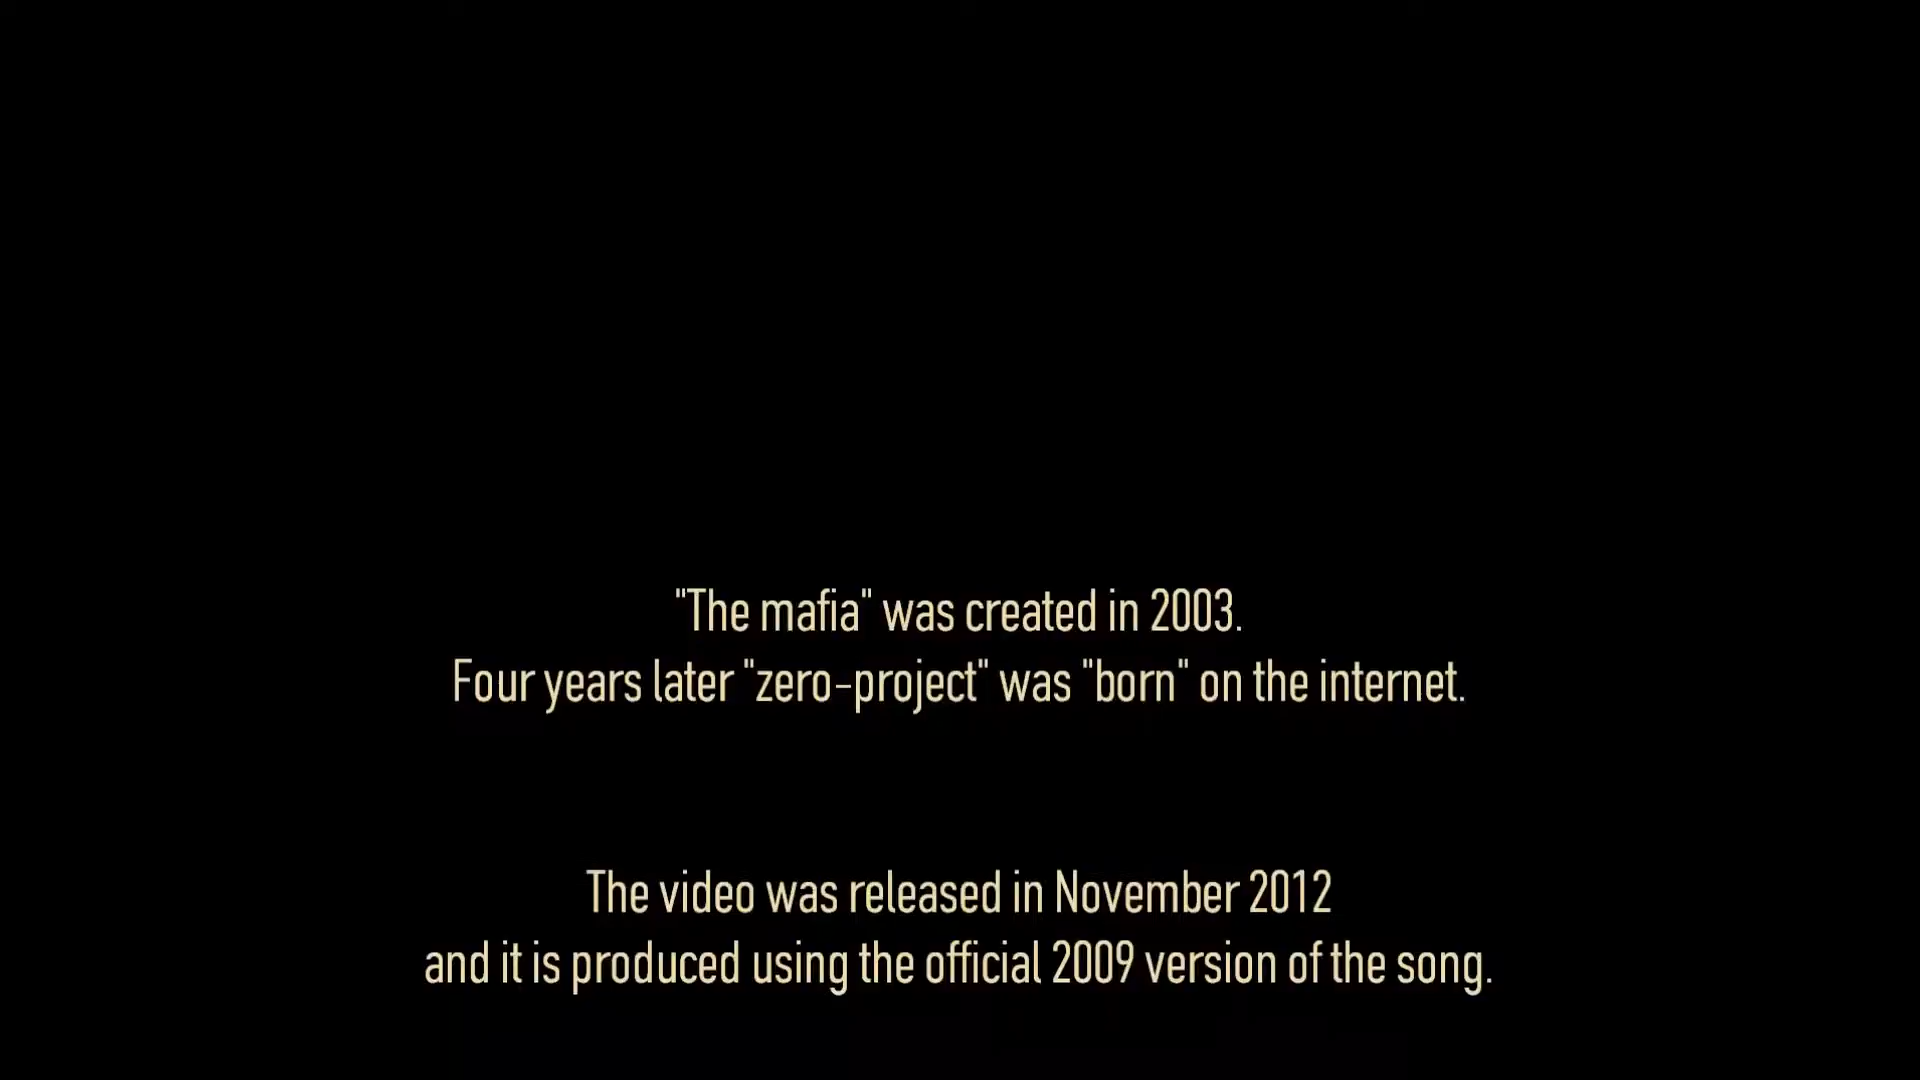 "The mafia" was created in 2003.
Four years later "zero-project" was "born" on the internet.
The video was released in November 2012
and it is produced using the official 2009 version of the song.